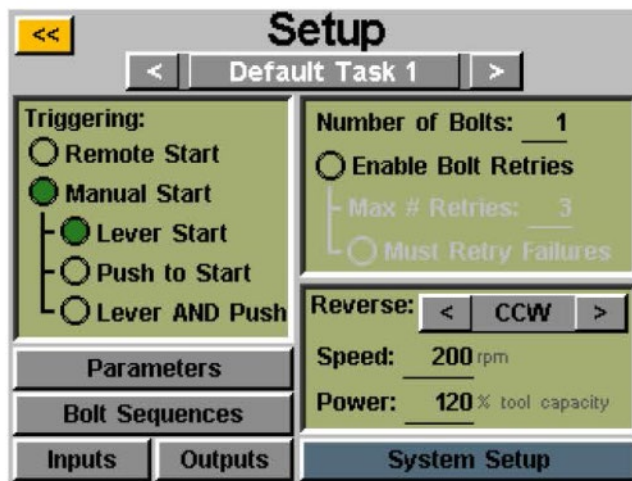 << Setup
< Default Task 1 >
Triggering:
Remote Start
Manual Start
Lever Start
Push to Start
Lever AND Push
Parameters
Bolt Sequences
Inputs Outputs
Number of Bolts: 1
Enable Bolt Retries
Max # Retries: 3
Must Retry Failures
Reverse: < CCW >
Speed: 200 rpm
Power: 120 % tool capacity
System Setup